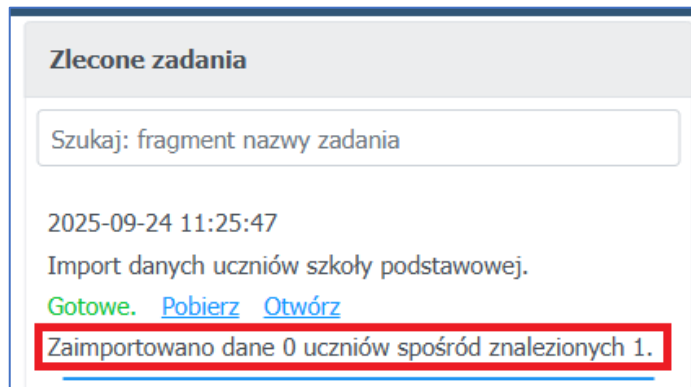 Zlecone zadania
Szukaj: fragment nazwy zadania
2025-09-24 11:25:47
Import danych uczniów szkoły podstawowej.
Gotowe. Pobierz Otwórz
Zaimportowano dane 0 uczniów spośród znalezionych 1.